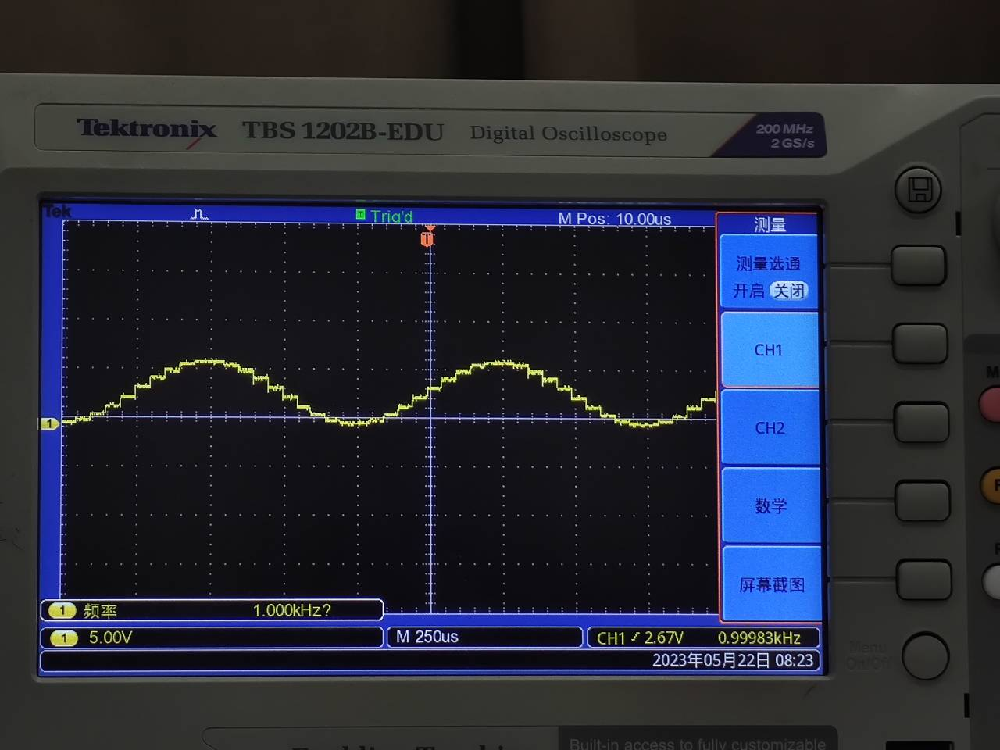 Tektronix TBS 1202B-EDU Digital Oscilloscope 200 MHz
2 GS/s
Tek Trig'd M Pos: 10.00us 测量
T
测量选通
开启 关闭
CH1
1
CH2
数学
屏幕截图
1 频率 1.000kHz?
1 5.00V M 250us CH1 2.67V 0.99983kHz
2023年05月22日 08:23
Menu
On/Off
Built-in access to fully customizable